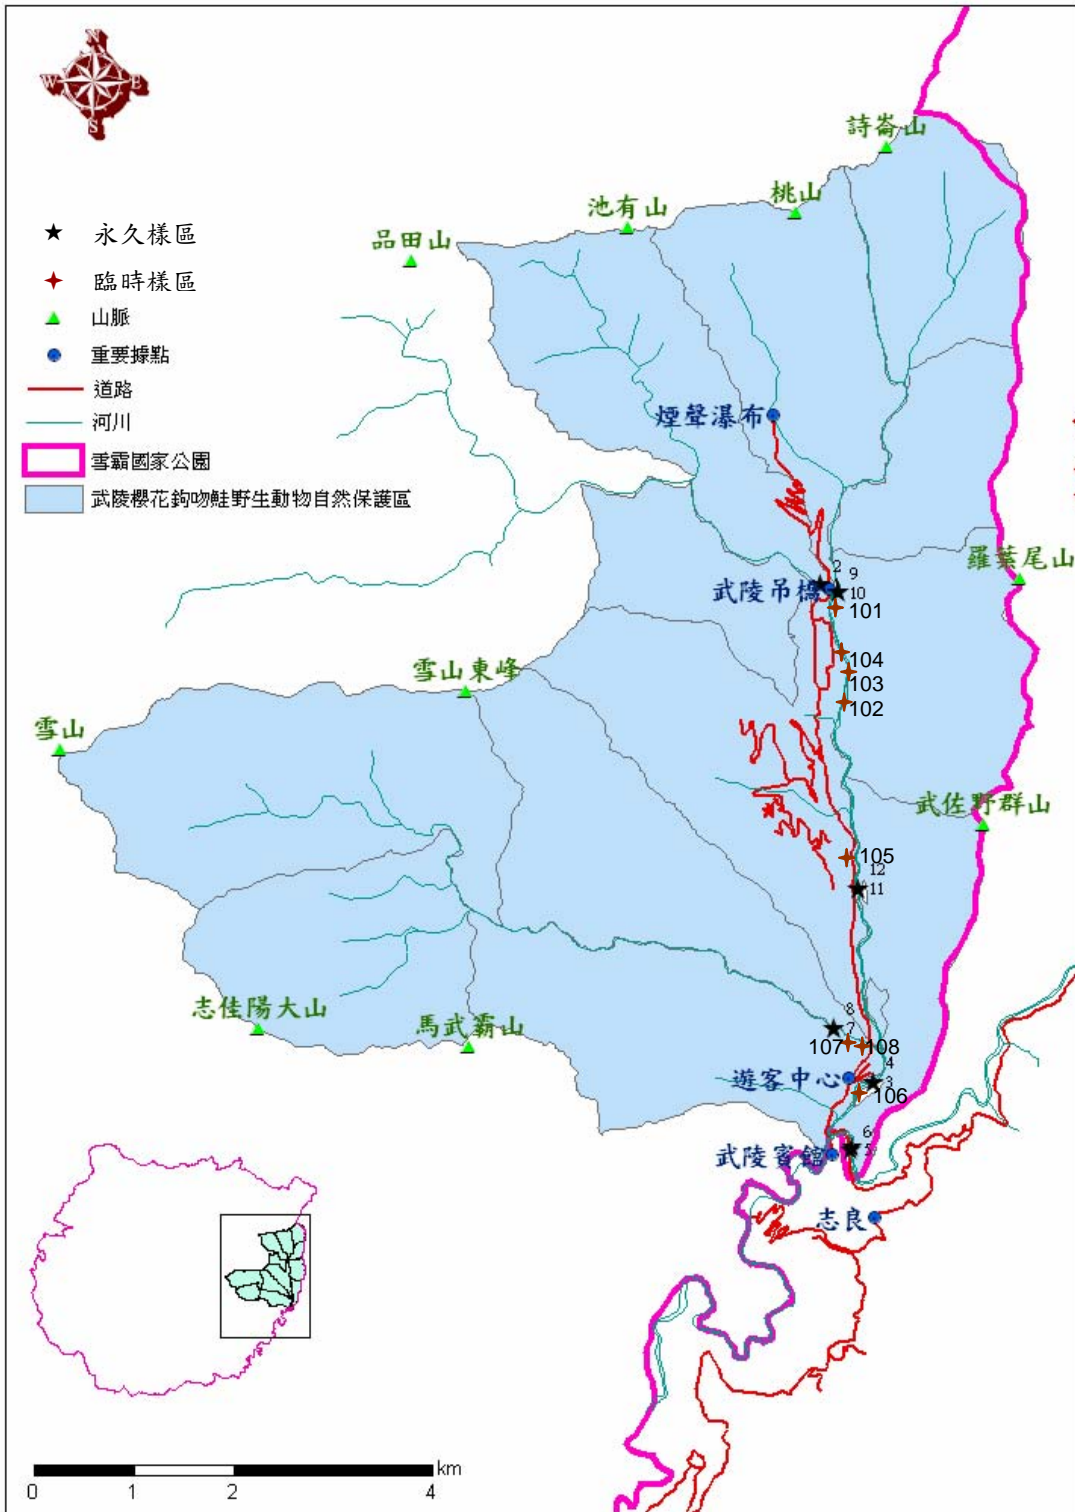 N
W E
S
詩崙山
桃山
池有山
品田山
永久樣區
臨時樣區
山脈
重要據點
道路
河川
雪霸國家公園
武陵櫻花鉤吻鮭野生動物自然保護區
煙聲瀑布
羅葉尾山
2
9
武陵吊橋
10
101
104
103
102
雪山東峰
雪山
武佐野群山
105
12
11
志佳陽大山
馬武霸山
8
7
107
108
4
遊客中心
3
106
6
武陵賓館
5
志良
km
0 1 2 4